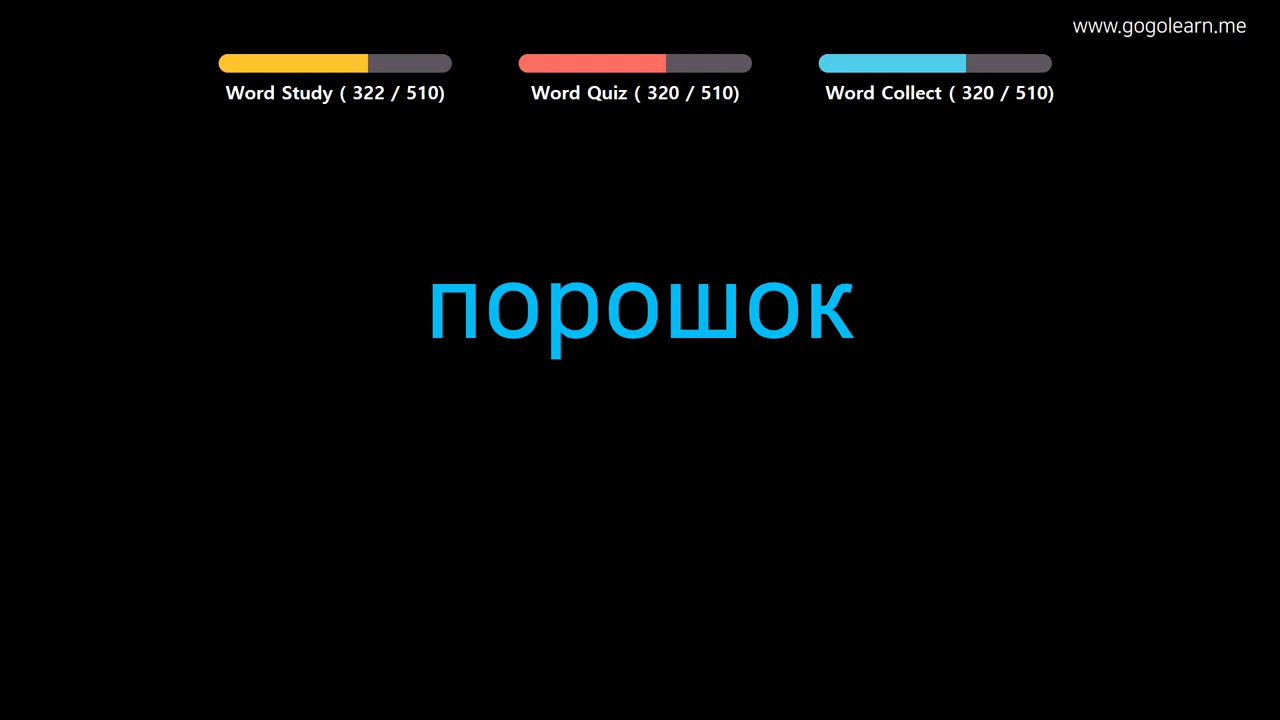 www.gogolearn.me
Word Study ( 322 / 510)
Word Quiz ( 320 / 510)
Word Collect ( 320 / 510)
порошок